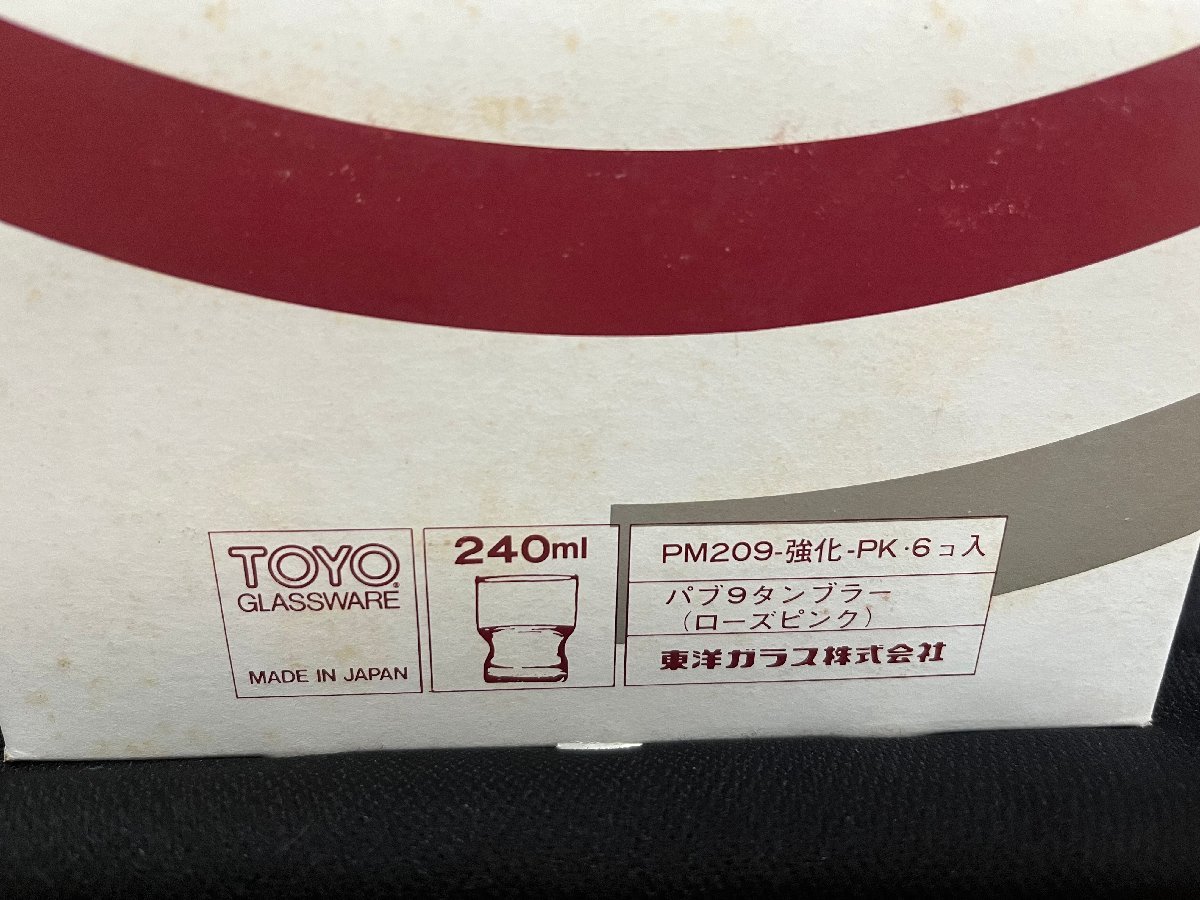 TOYO®
GLASSWARE
MADE IN JAPAN
240ml
PM209-強化-PK・6コ入
パブ9タンブラー
(ローズピンク)
東洋ガラス株式会社